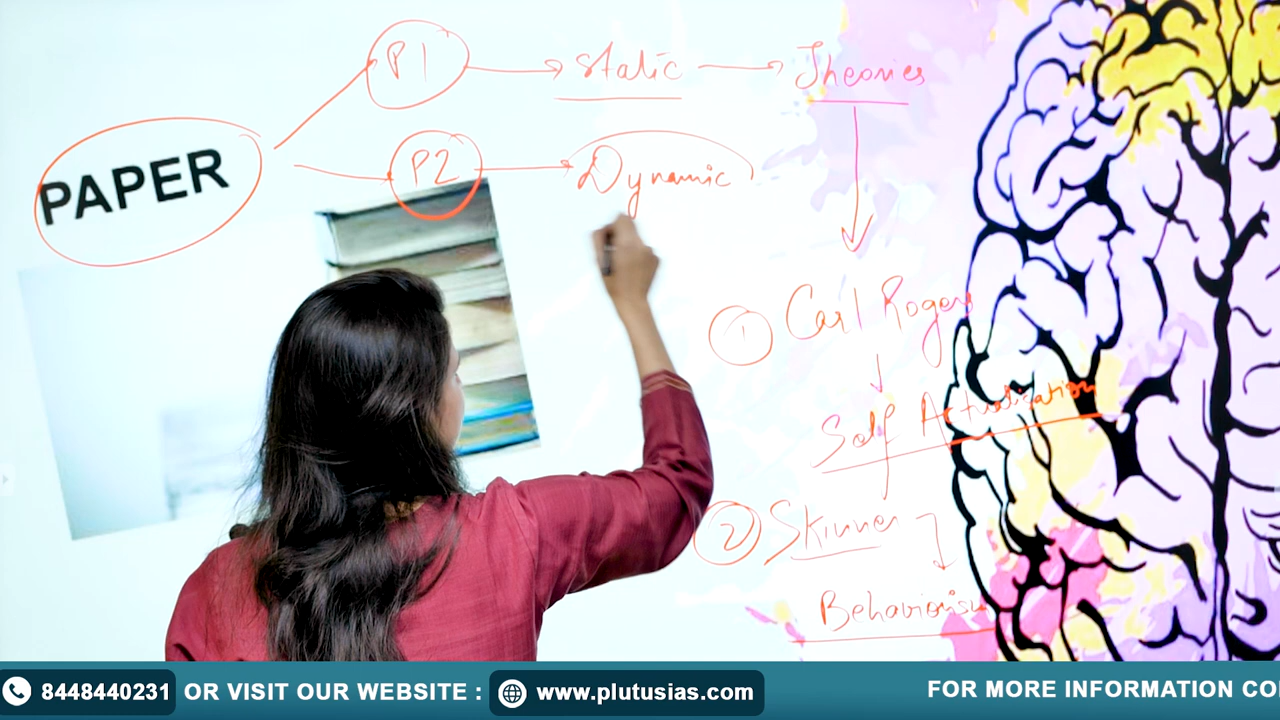 P1 → Static → Theories
PAPER
P2 → Dynamic
1 Carl Rogers
Self Actualization
2 Skinner
Behaviorism
8448440231 OR VISIT OUR WEBSITE : www.plutusias.com
FOR MORE INFORMATION CO